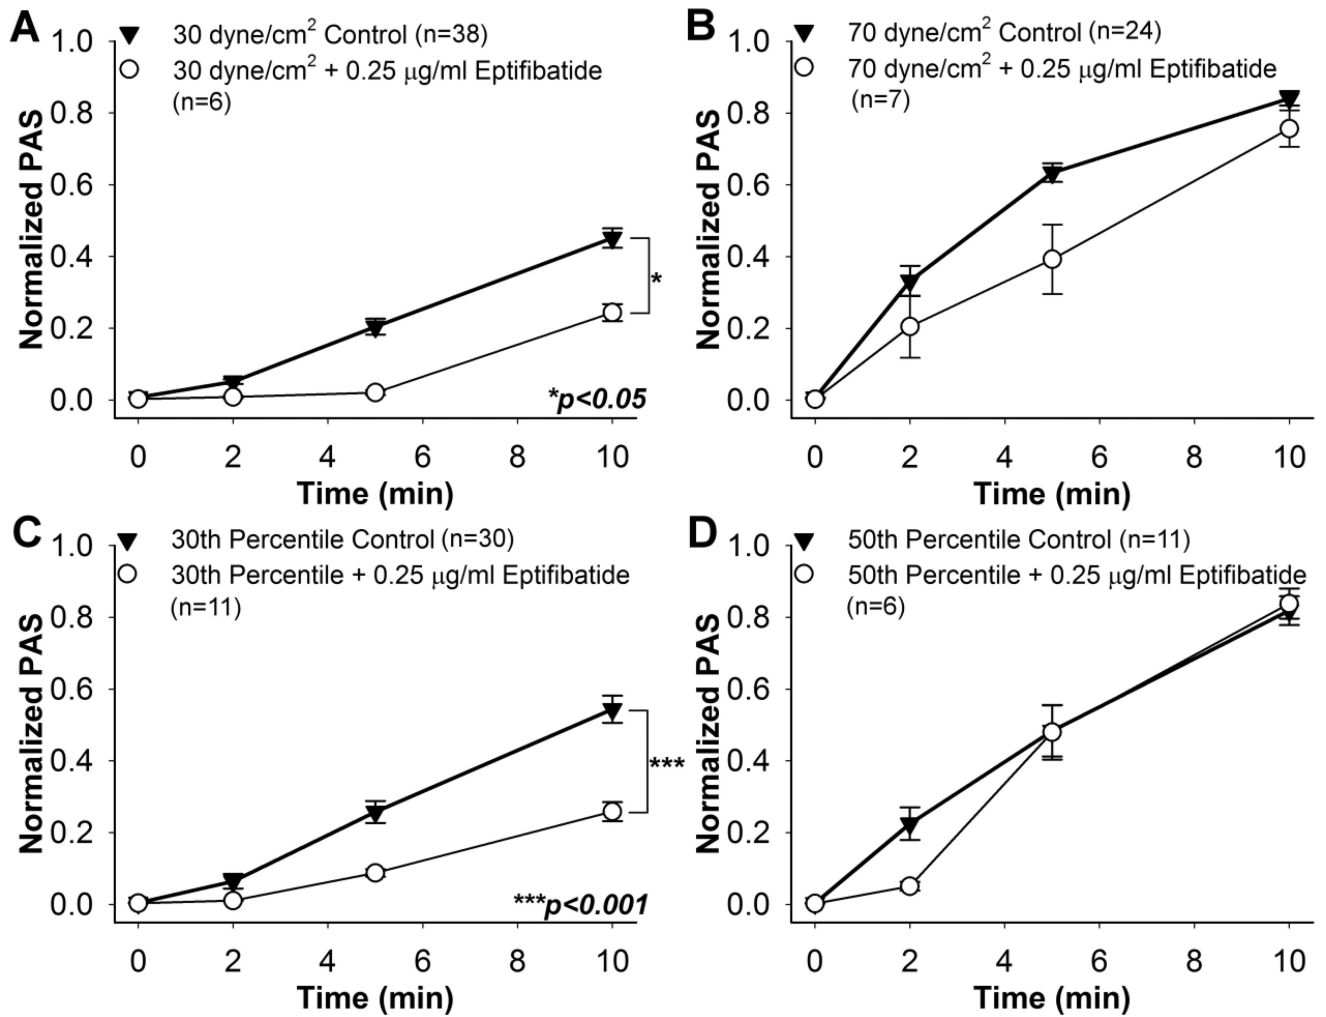 A
30 dyne/cm² Control (n=38)
30 dyne/cm² + 0.25 µg/ml Eptifibatide
(n=6)
1.0
0.8
0.6
0.4
0.2
0.0
Normalized PAS
*
*p<0.05
0 2 4 6 8 10
Time (min)
B
70 dyne/cm² Control (n=24)
70 dyne/cm² + 0.25 µg/ml Eptifibatide
(n=7)
1.0
0.8
0.6
0.4
0.2
0.0
Normalized PAS
0 2 4 6 8 10
Time (min)
C
30th Percentile Control (n=30)
30th Percentile + 0.25 µg/ml Eptifibatide
(n=11)
1.0
0.8
0.6
0.4
0.2
0.0
Normalized PAS
***
***p<0.001
0 2 4 6 8 10
Time (min)
D
50th Percentile Control (n=11)
50th Percentile + 0.25 µg/ml Eptifibatide
(n=6)
1.0
0.8
0.6
0.4
0.2
0.0
Normalized PAS
0 2 4 6 8 10
Time (min)